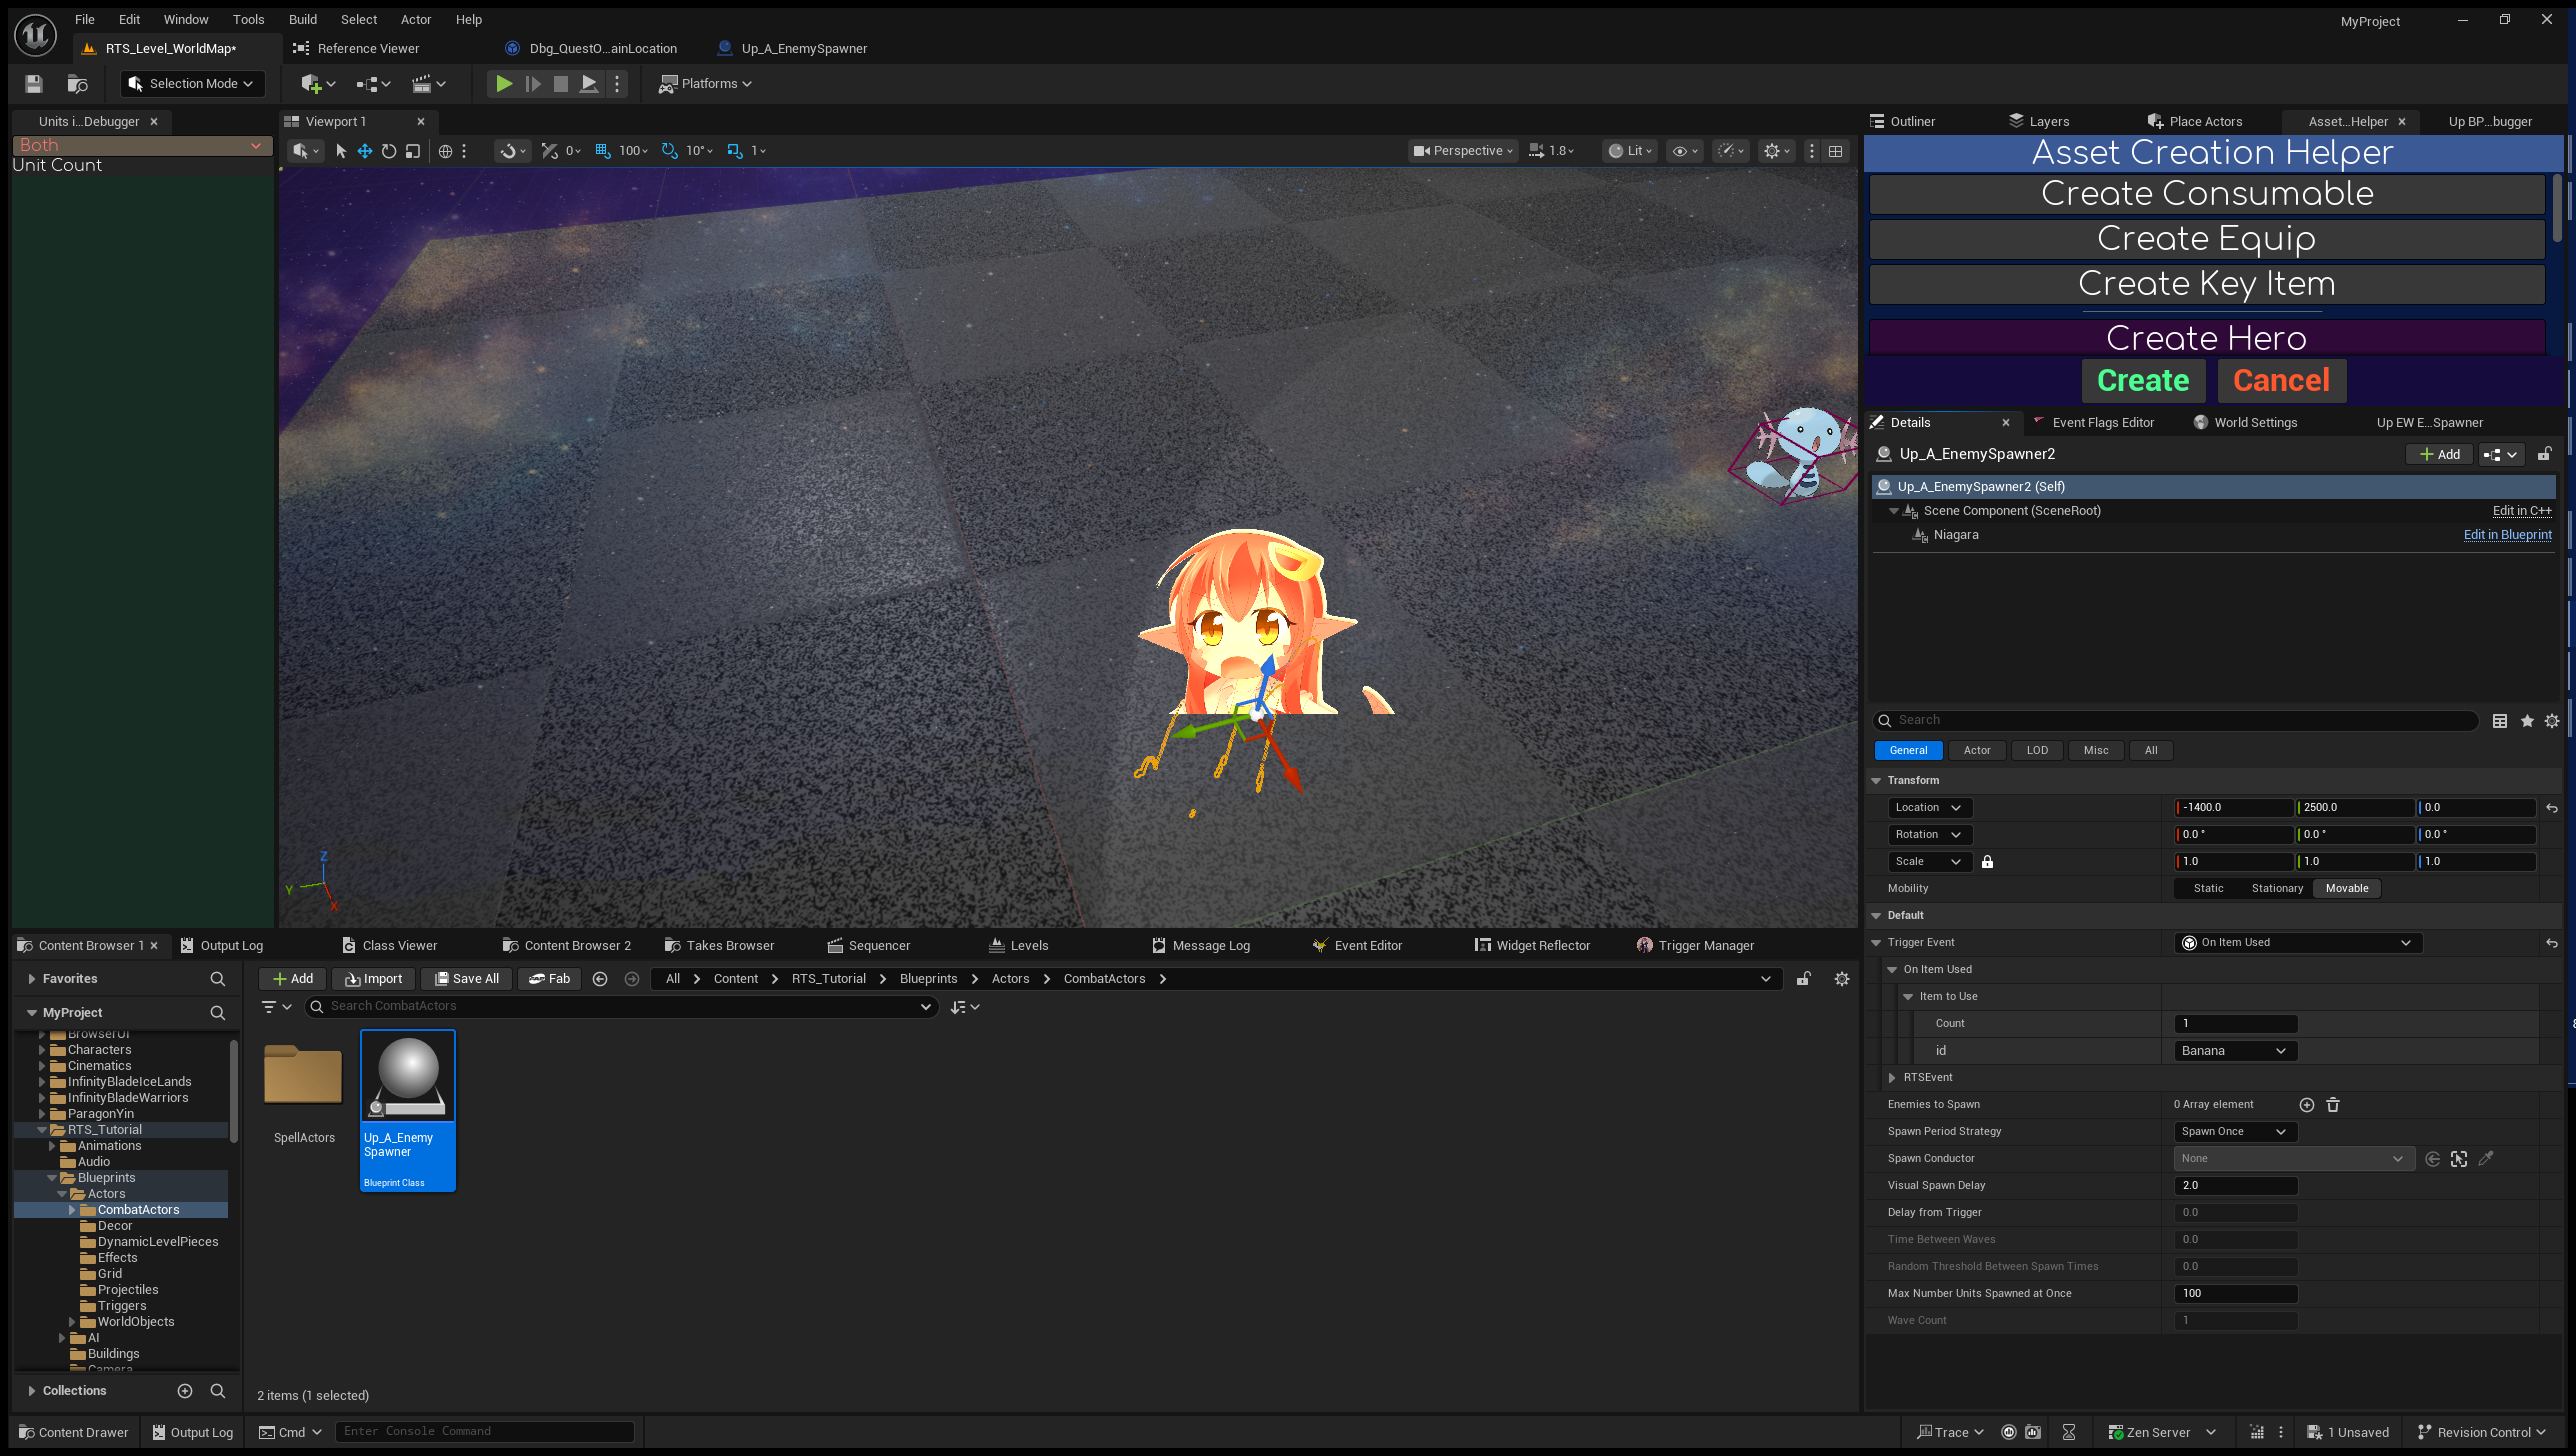 File Edit Window Tools Build Select Actor Help
MyProject
RTS_Level_WorldMap* Reference Viewer Dbg_QuestO...ainLocation Up_A_EnemySpawner
Selection Mode Platforms
Units i...Debugger
Both
Unit Count
Viewport 1
0 100 10° 1 Perspective 1.8 Lit
Outliner Layers Place Actors Asset...Helper Up BP...bugger
Asset Creation Helper
Create Consumable
Create Equip
Create Key Item
Create Hero
Create Cancel
Details Event Flags Editor World Settings Up EW E...Spawner
Up_A_EnemySpawner2 Add
Up_A_EnemySpawner2 (Self)
Scene Component (SceneRoot) Edit in C++
Niagara Edit in Blueprint
Search
General Actor LOD Misc All
Transform
Location -1400.0 2500.0 0.0
Rotation 0.0 ° 0.0 ° 0.0 °
Scale 1.0 1.0 1.0
Mobility Static Stationary Movable
Default
Trigger Event On Item Used
On Item Used
Item to Use
Count 1
id Banana
RTSEvent
Enemies to Spawn 0 Array element
Spawn Period Strategy Spawn Once
Spawn Conductor None
Visual Spawn Delay 2.0
Delay from Trigger 0.0
Time Between Waves 0.0
Random Threshold Between Spawn Times 0.0
Max Number Units Spawned at Once 100
Wave Count 1
Z
Y
X
Content Browser 1 Output Log Class Viewer Content Browser 2 Takes Browser Sequencer Levels Message Log Event Editor Widget Reflector Trigger Manager
Favorites
Add Import Save All Fab All Content RTS_Tutorial Blueprints Actors CombatActors
Search CombatActors
MyProject
BrowserUI
Characters
Cinematics
InfinityBladeIceLands
InfinityBladeWarriors
ParagonYin
RTS_Tutorial
Animations
Audio
Blueprints
Actors
CombatActors
Decor
DynamicLevelPieces
Effects
Grid
Projectiles
Triggers
WorldObjects
AI
Buildings
Camera
Collections
SpellActors
Up_A_Enemy
Spawner
Blueprint Class
2 items (1 selected)
Content Drawer Output Log Cmd Enter Console Command
Trace Zen Server 1 Unsaved Revision Control